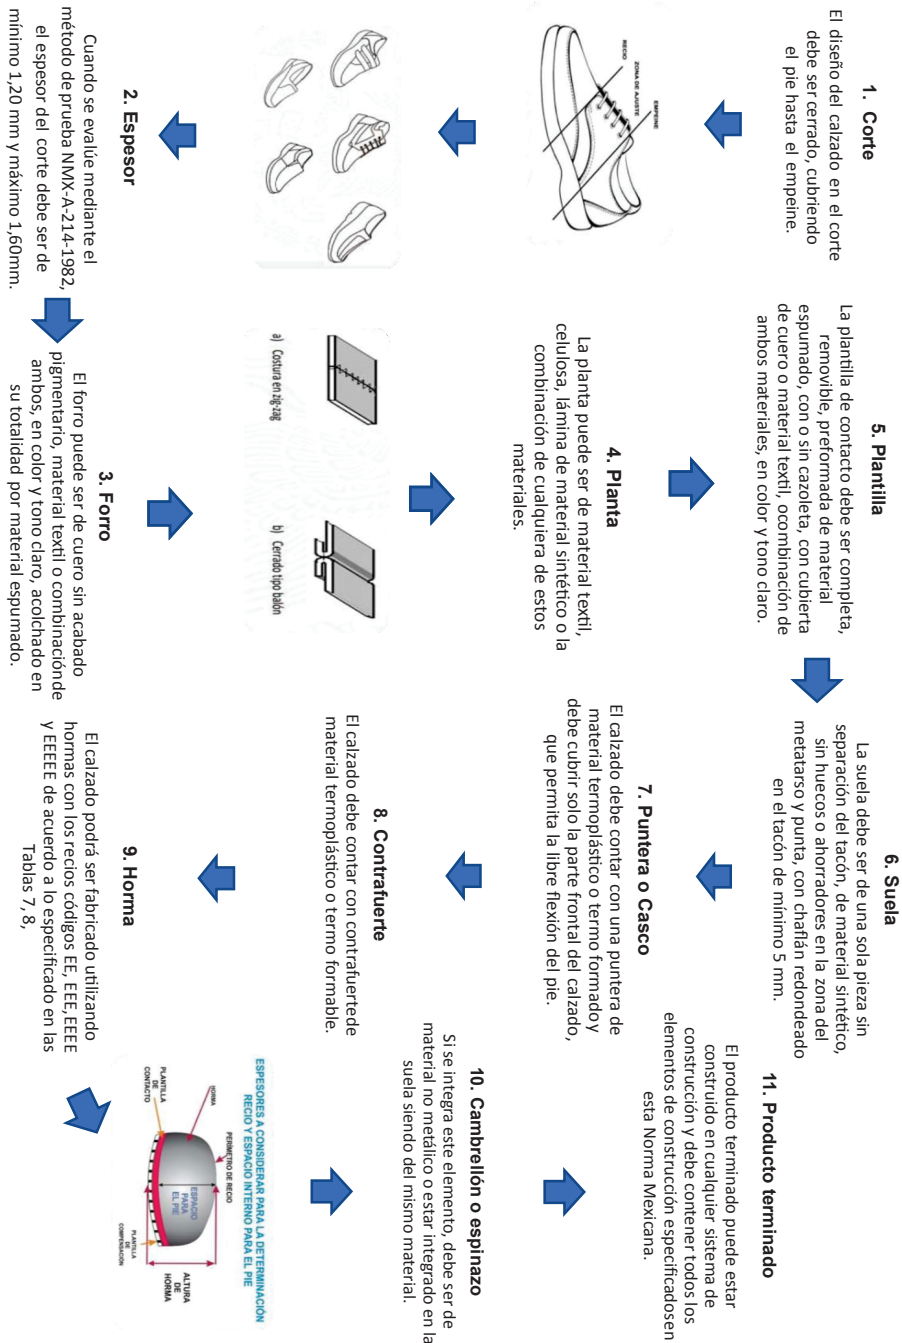 1. Corte
El diseño del calzado en el corte
debe ser cerrado, cubriendo
el pie hasta el empeine.
RECIO
ZONA DE AJUSTE
EMPEINE
2. Espesor
Cuando se evalúe mediante el
método de prueba NMX-A-214-1982,
el espesor del corte debe ser de
mínimo 1,20 mm y máximo 1,60mm.
3. Forro
El forro puede ser de cuero sin acabado
pigmentario, material textil o combinaciónde
ambos, en color y tono claro, acolchado en
su totalidad por material espumado.
a) Costura en zig-zag
b) Cerrado tipo balón
4. Planta
La planta puede ser de material textil,
celulosa, lámina de material sintético o la
combinación de cualquiera de estos
materiales.
5. Plantilla
La plantilla de contacto debe ser completa,
removible, preformada de material
espumado, con o sin cazoleta, con cubierta
de cuero o material textil, ocombinación de
ambos materiales, en color y tono claro.
6. Suela
La suela debe ser de una sola pieza sin
separación del tacón, de material sintético,
sin huecos o ahorradores en la zona del
metatarso y punta, con chaflán redondeado
en el tacón de mínimo 5 mm.
7. Puntera o Casco
El calzado debe contar con una puntera de
material termoplástico o termo formadoy
debe cubrir solo la parte frontal del calzado,
que permita la libre flexión del pie.
8. Contrafuerte
El calzado debe contar con contrafuertede
material termoplástico o termo formable.
9. Horma
El calzado podrá ser fabricado utilizando
hormas con los recios códigos EE, EEE, EEEE
y EEEEE de acuerdo a lo especificado en las
Tablas 7, 8,
ESPESORES A CONSIDERAR PARA LA DETERMINACIÓN
RECIO Y ESPACIO INTERNO PARA EL PIE
PERÍMETRO DE RECIO
HORMA
ESPACIO
PARA
EL PIE
ALTURA
DE
HORMA
PLANTILLA
DE
CONTACTO
PLANTILLA
DE
COMPENSACIÓN
10. Cambrellón o espinazo
Si se integra este elemento, debe ser de
material no metálico o estar integrado en la
suela siendo del mismo material.
11. Producto terminado
El producto terminado puede estar
construido en cualquier sistema de
construcción y debe contener todos los
elementos de construcción especificadosen
esta Norma Mexicana.